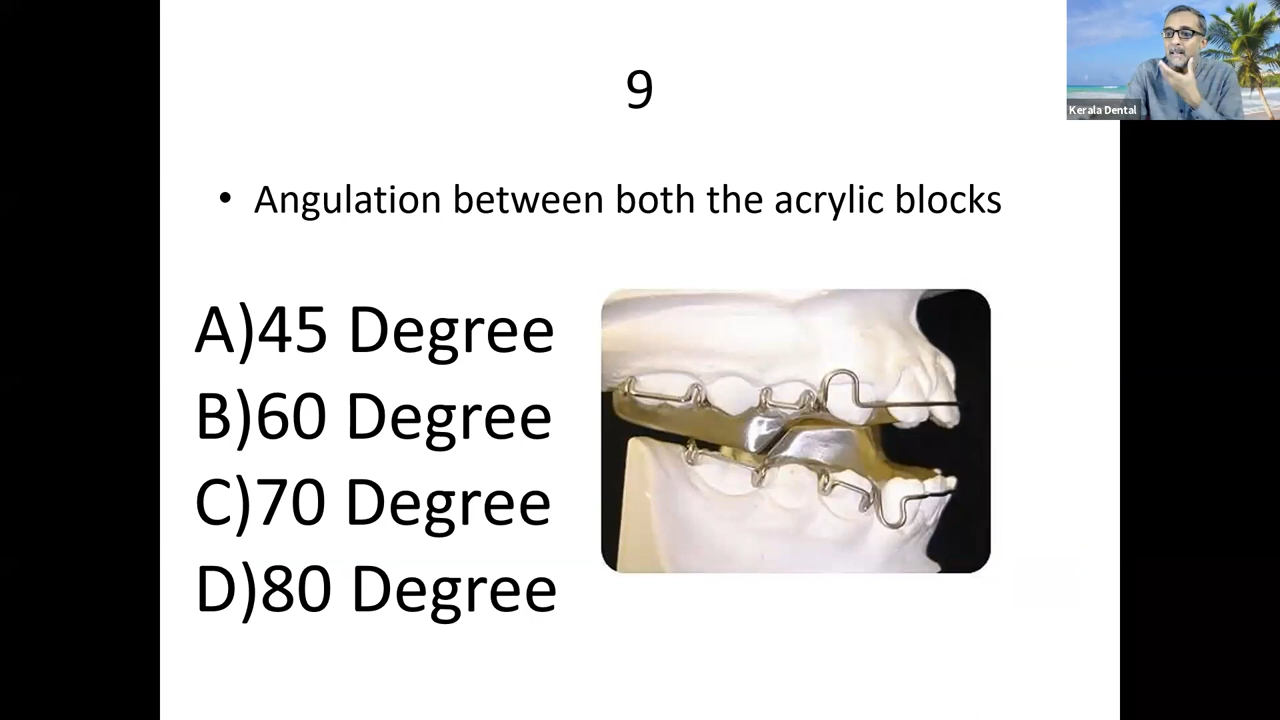 9
Kerala Dental
• Angulation between both the acrylic blocks
A)45 Degree
B)60 Degree
C)70 Degree
D)80 Degree